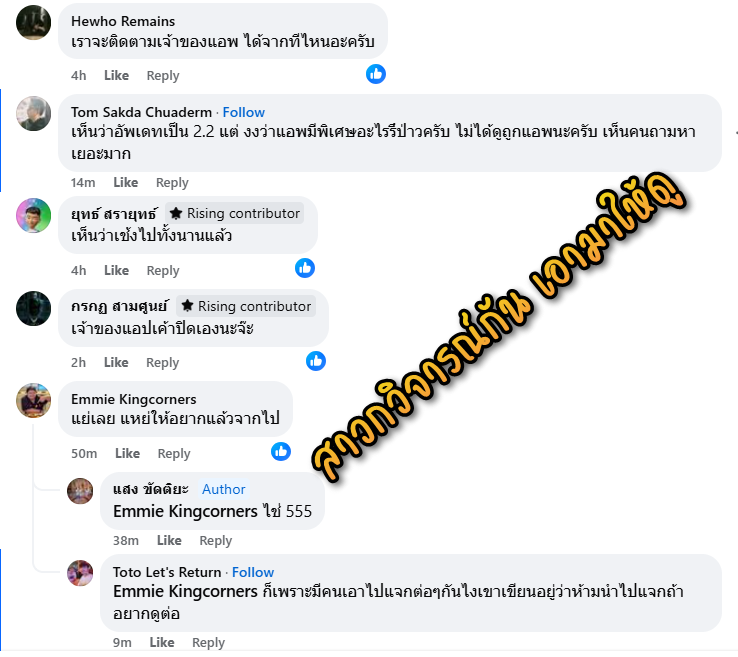 Hewho Remains
เราจะติดตามเจ้าของแอพ ได้จากทีไหนอะครับ
4h Like Reply
Tom Sakda Chuaderm · Follow
เห็นว่าอัพเดทเป็น 2.2 แต่ งงว่าแอพมีพิเศษอะไรรึป่าวครับ ไม่ได้ดูถูกแอพนะครับ เห็นคนถามหา
เยอะมาก
14m Like Reply
ยุทธ์ สรายุทธ์ Rising contributor
เห็นว่าเข้งไปทั้งนานแล้ว
4h Like Reply
กรกฏ สามศูนย์ Rising contributor
เจ้าของแอปเค้าปิดเองนะจ๊ะ
2h Like Reply
Emmie Kingcorners
แย่เลย แหย่ให้อยากแล้วจากไป
50m Like Reply
แสง ขัตติยะ Author
Emmie Kingcorners ไช่ 555
38m Like Reply
Toto Let's Return · Follow
Emmie Kingcorners ก็เพราะมีคนเอาไปแจกต่อๆกันไงเขาเขียนอยู่ว่าห้ามนำไปแจกถ้า
อยากดูต่อ
9m Like Reply
สาวกวิจารณ์กัน เอามาให้ดู